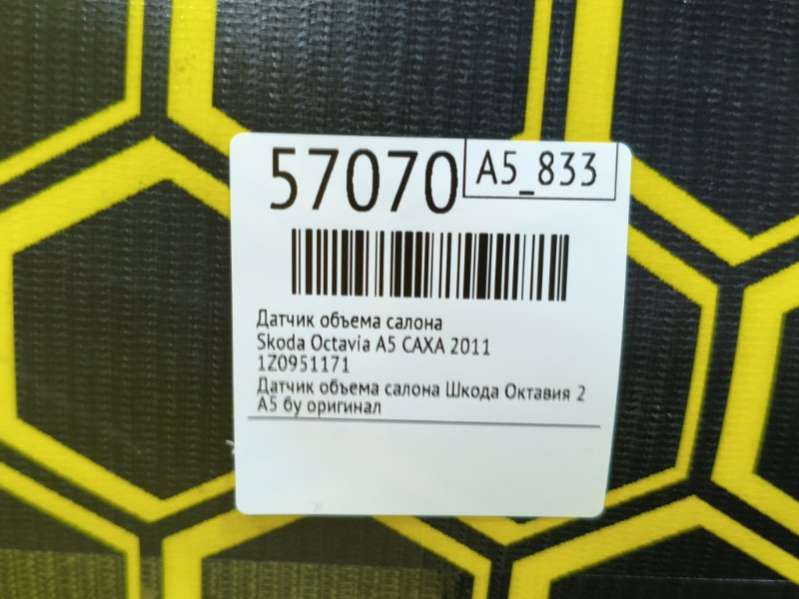 57070
A5_833
Датчик объема салона
Skoda Octavia A5 CAXA 2011
1Z0951171
Датчик объема салона Шкода Октавия 2
А5 бу оригинал